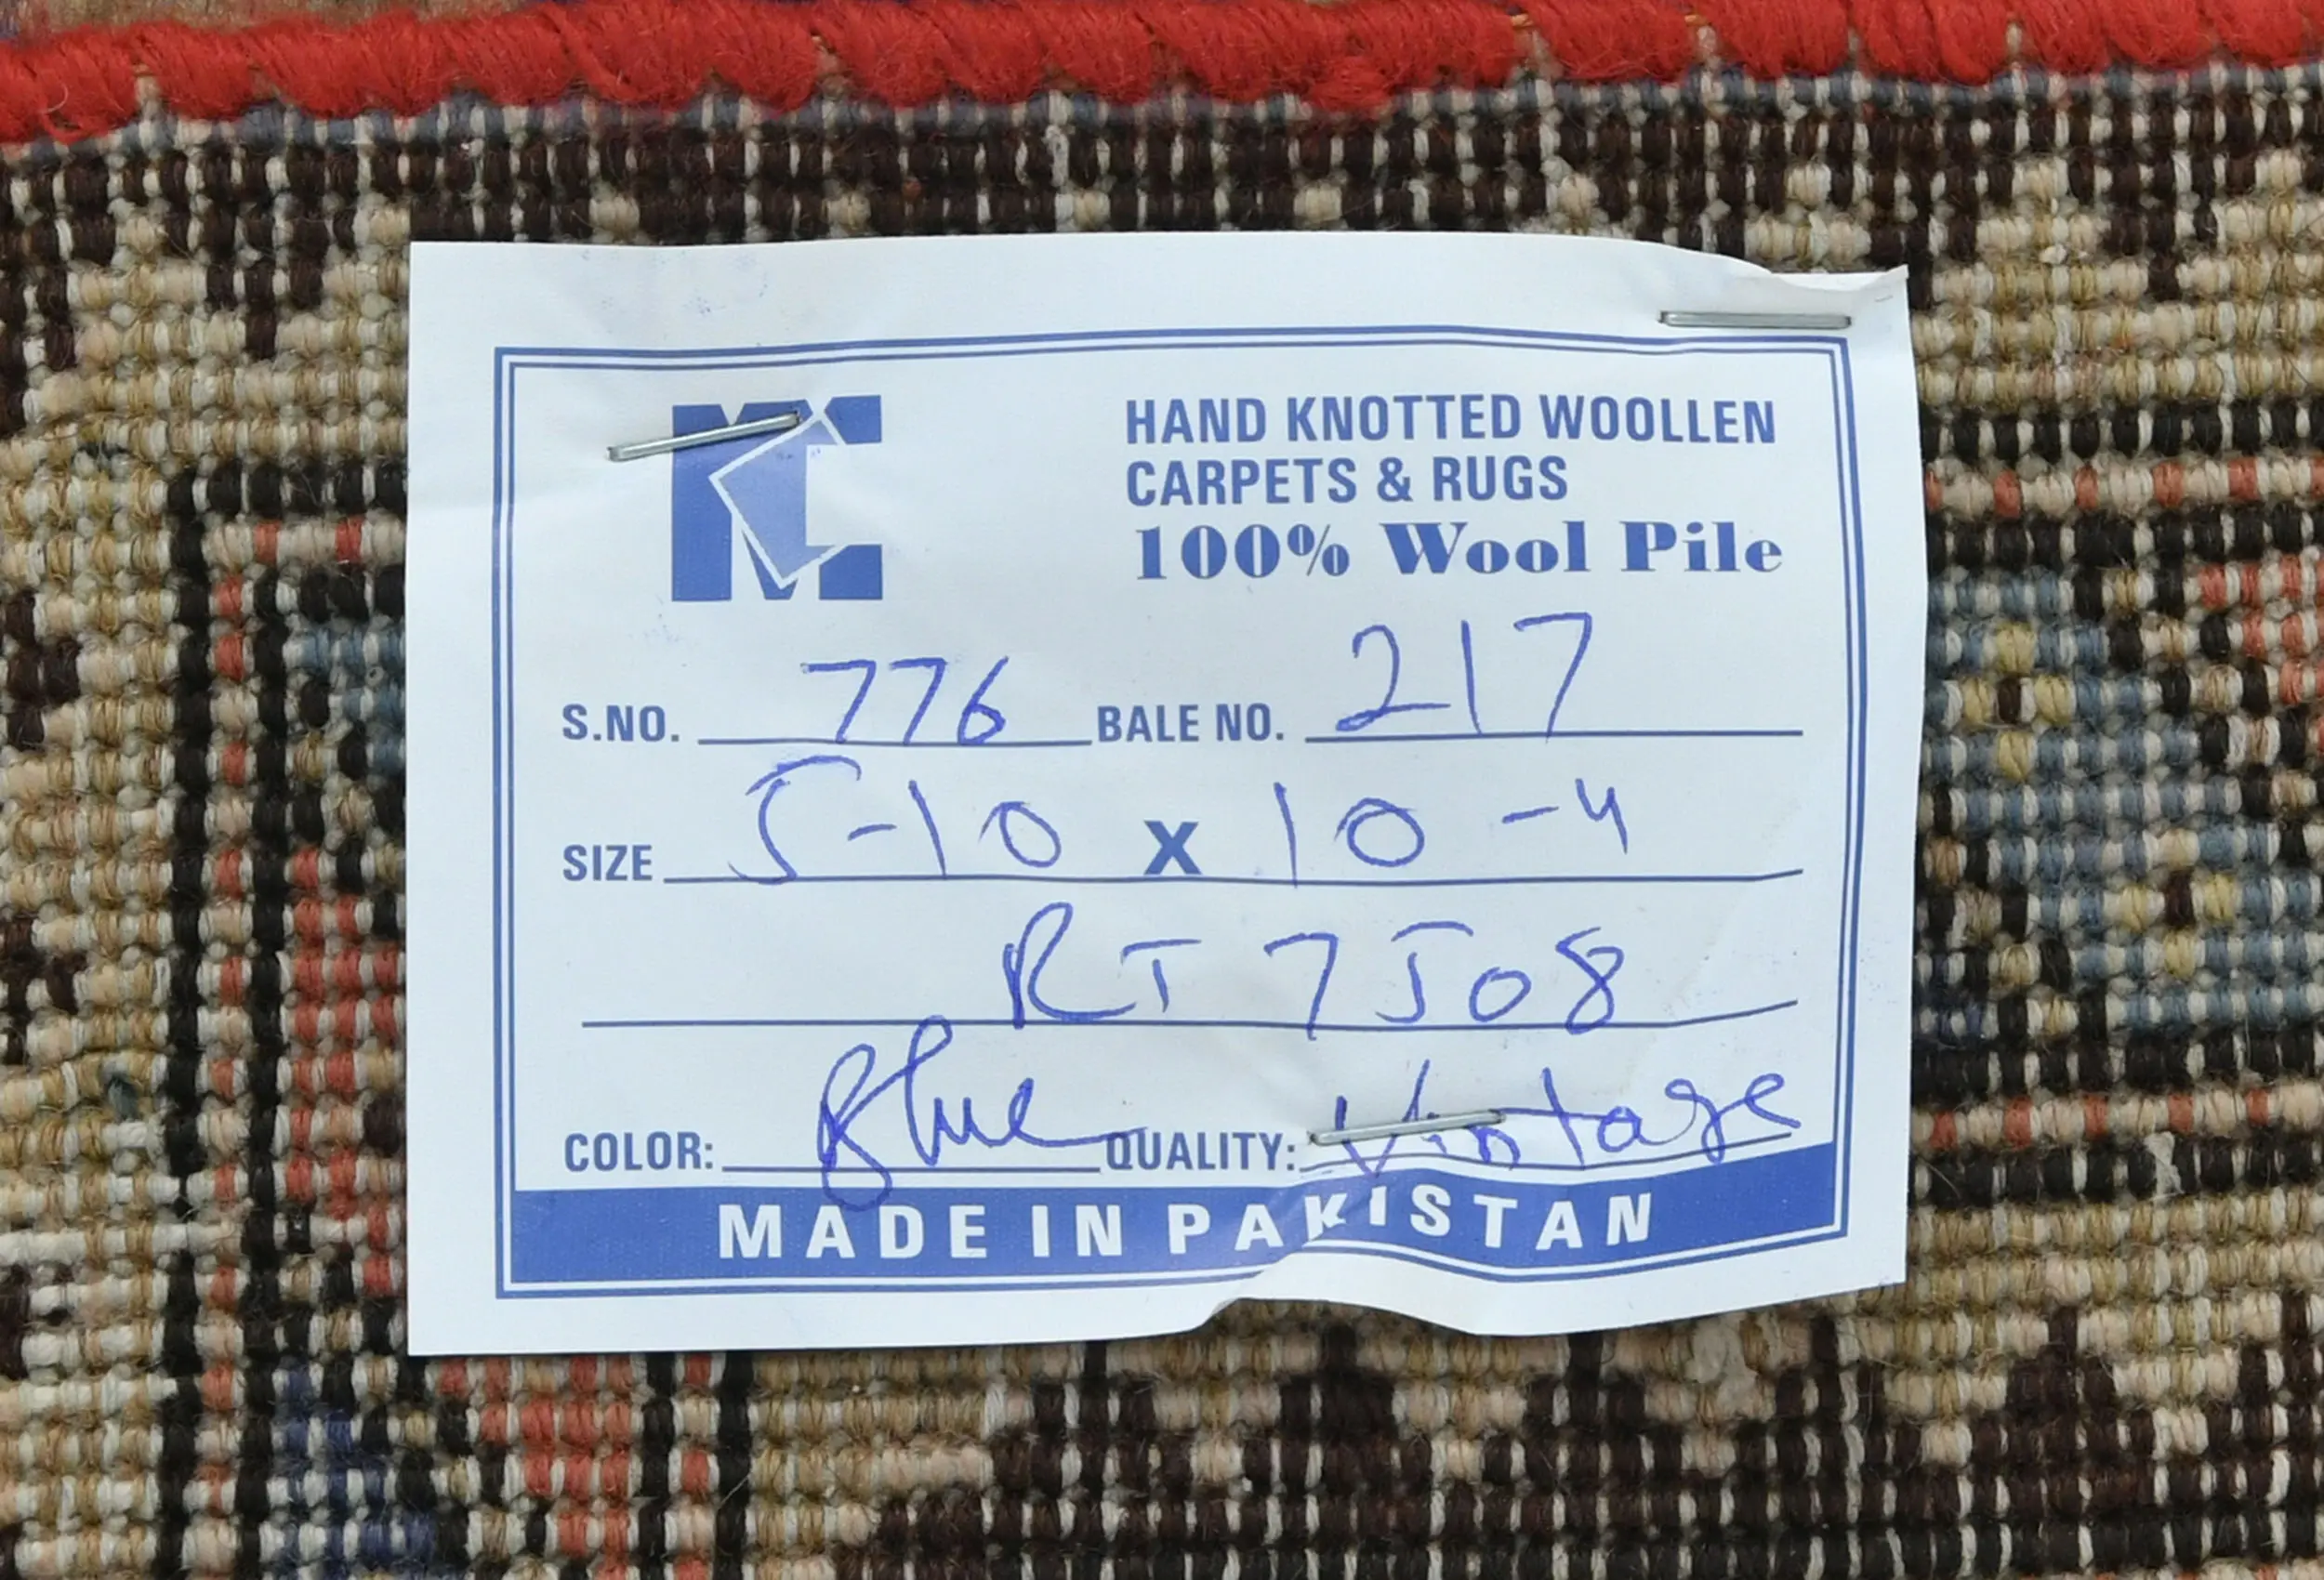 MC
HAND KNOTTED WOOLLEN
CARPETS & RUGS
100% Wool Pile
S.NO. 776 BALE NO. 217
SIZE 5-10 X 10-4
RT 7508
COLOR: Blue QUALITY: Vintage
MADE IN PAKISTAN